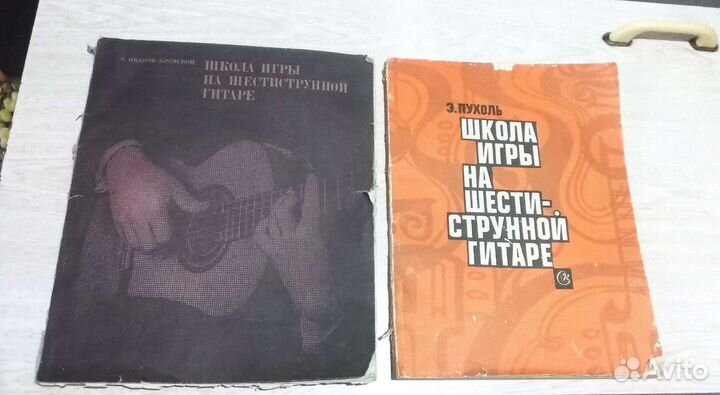 А. ИВАНОВ-КРАМСКОЙ
ШКОЛА ИГРЫ
НА ШЕСТИСТРУННОЙ
ГИТАРЕ
Э. ПУХОЛЬ
ШКОЛА
ИГРЫ
НА
ШЕСТИ-
СТРУННОЙ
ГИТАРЕ
Avito